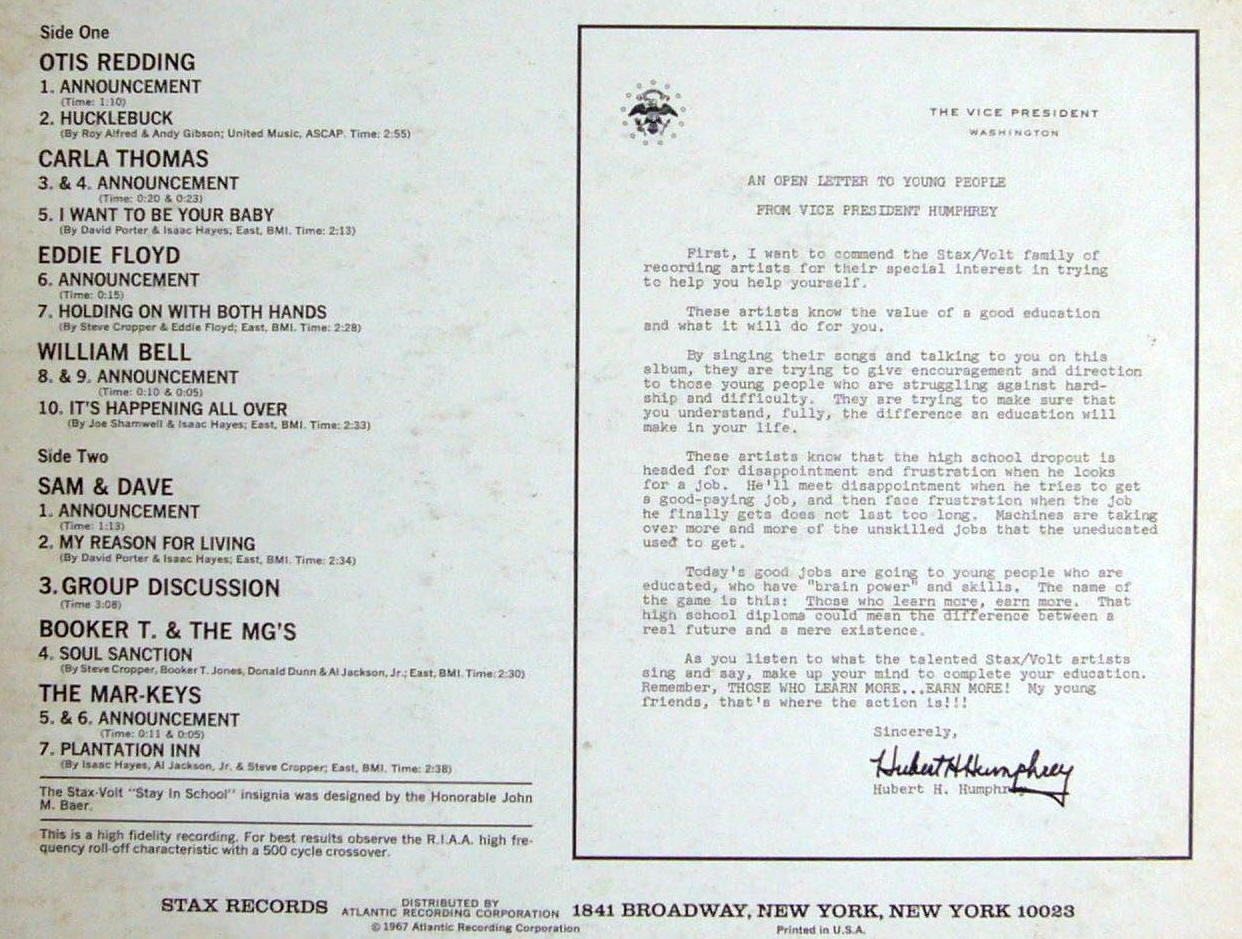 Side One
OTIS REDDING
1. ANNOUNCEMENT
(Time: 1:10)
2. HUCKLEBUCK
(By Roy Alfred & Andy Gibson; United Music, ASCAP. Time: 2:55)
CARLA THOMAS
3. & 4. ANNOUNCEMENT
(Time: 0:20 & 0:23)
5. I WANT TO BE YOUR BABY
(By David Porter & Isaac Hayes; East, BMI. Time: 2:13)
EDDIE FLOYD
6. ANNOUNCEMENT
(Time: 0:15)
7. HOLDING ON WITH BOTH HANDS
(By Steve Cropper & Eddie Floyd; East, BMI. Time: 2:28)
WILLIAM BELL
8. & 9. ANNOUNCEMENT
(Time: 0:10 & 0:05)
10. IT'S HAPPENING ALL OVER
(By Joe Shamwell & Isaac Hayes; East, BMI. Time: 2:33)
Side Two
SAM & DAVE
1. ANNOUNCEMENT
(Time: 1:13)
2. MY REASON FOR LIVING
(By David Porter & Isaac Hayes; East, BMI. Time: 2:34)
3. GROUP DISCUSSION
(Time 3:08)
BOOKER T. & THE MG'S
4. SOUL SANCTION
(By Steve Cropper, Booker T. Jones, Donald Dunn & Al Jackson, Jr.; East, BMI. Time: 2:30)
THE MAR-KEYS
5. & 6. ANNOUNCEMENT
(Time: 0:11 & 0:05)
7. PLANTATION INN
(By Isaac Hayes, Al Jackson, Jr. & Steve Cropper; East, BMI. Time: 2:38)
The Stax-Volt "Stay In School" insignia was designed by the Honorable John
M. Baer.
This is a high fidelity recording. For best results observe the R.I.A.A. high fre-
quency roll-off characteristic with a 500 cycle crossover.
THE VICE PRESIDENT
WASHINGTON
AN OPEN LETTER TO YOUNG PEOPLE
FROM VICE PRESIDENT HUMPHREY
First, I want to commend the Stax/Volt family of
recording artists for their special interest in trying
to help you help yourself.
These artists know the value of a good education
and what it will do for you.
By singing their songs and talking to you on this
album, they are trying to give encouragement and direction
to those young people who are struggling against hard-
ship and difficulty. They are trying to make sure that
you understand, fully, the difference an education will
make in your life.
These artists know that the high school dropout is
headed for disappointment and frustration when he looks
for a job. He'll meet disappointment when he tries to get
a good-paying job, and then face frustration when the job
he finally gets does not last too long. Machines are taking
over more and more of the unskilled jobs that the uneducated
used to get.
Today's good jobs are going to young people who are
educated, who have "brain power" and skills. The name of
the game is this: Those who learn more, earn more. That
high school diploma could mean the difference between a
real future and a mere existence.
As you listen to what the talented Stax/Volt artists
sing and say, make up your mind to complete your education.
Remember, THOSE WHO LEARN MORE...EARN MORE! My young
friends, that's where the action is!!!
Sincerely,
Hubert H Humphrey
Hubert H. Humphrey
STAX RECORDS DISTRIBUTED BY ATLANTIC RECORDING CORPORATION 1841 BROADWAY, NEW YORK, NEW YORK 10023
© 1967 Atlantic Recording Corporation Printed in U.S.A.